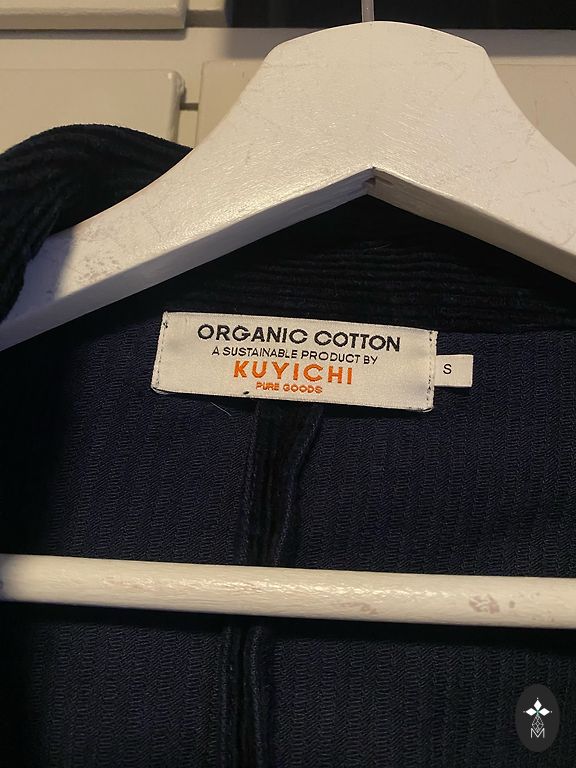 ORGANIC COTTON
A SUSTAINABLE PRODUCT BY
KUYICHI
PURE GOODS
S
M